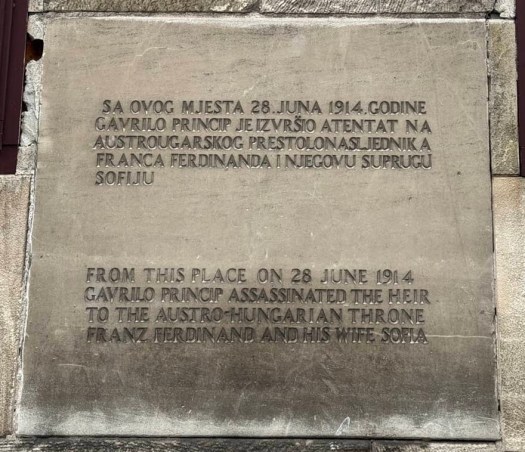 SA OVOG MJESTA 28. JUNA 1914. GODINE
GAVRILO PRINCIP JE IZVRŠIO ATENTAT NA
AUSTROUGARSKOG PRESTOLONASLJEDNIKA
FRANCA FERDINANDA I NJEGOVU SUPRUGU
SOFIJU
FROM THIS PLACE ON 28 JUNE 1914
GAVRILO PRINCIP ASSASSINATED THE HEIR
TO THE AUSTRO-HUNGARIAN THRONE
FRANZ FERDINAND AND HIS WIFE SOFIA